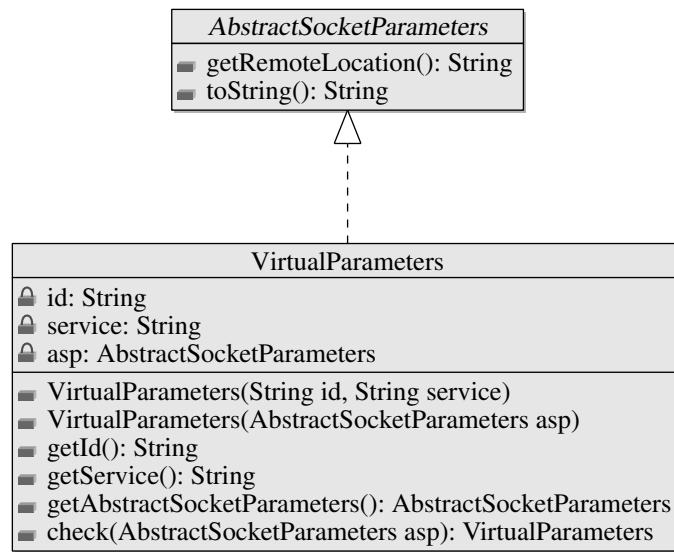 AbstractSocketParameters
getRemoteLocation(): String
toString(): String
VirtualParameters
id: String
service: String
asp: AbstractSocketParameters
VirtualParameters(String id, String service)
VirtualParameters(AbstractSocketParameters asp)
getId(): String
getService(): String
getAbstractSocketParameters(): AbstractSocketParameters
check(AbstractSocketParameters asp): VirtualParameters